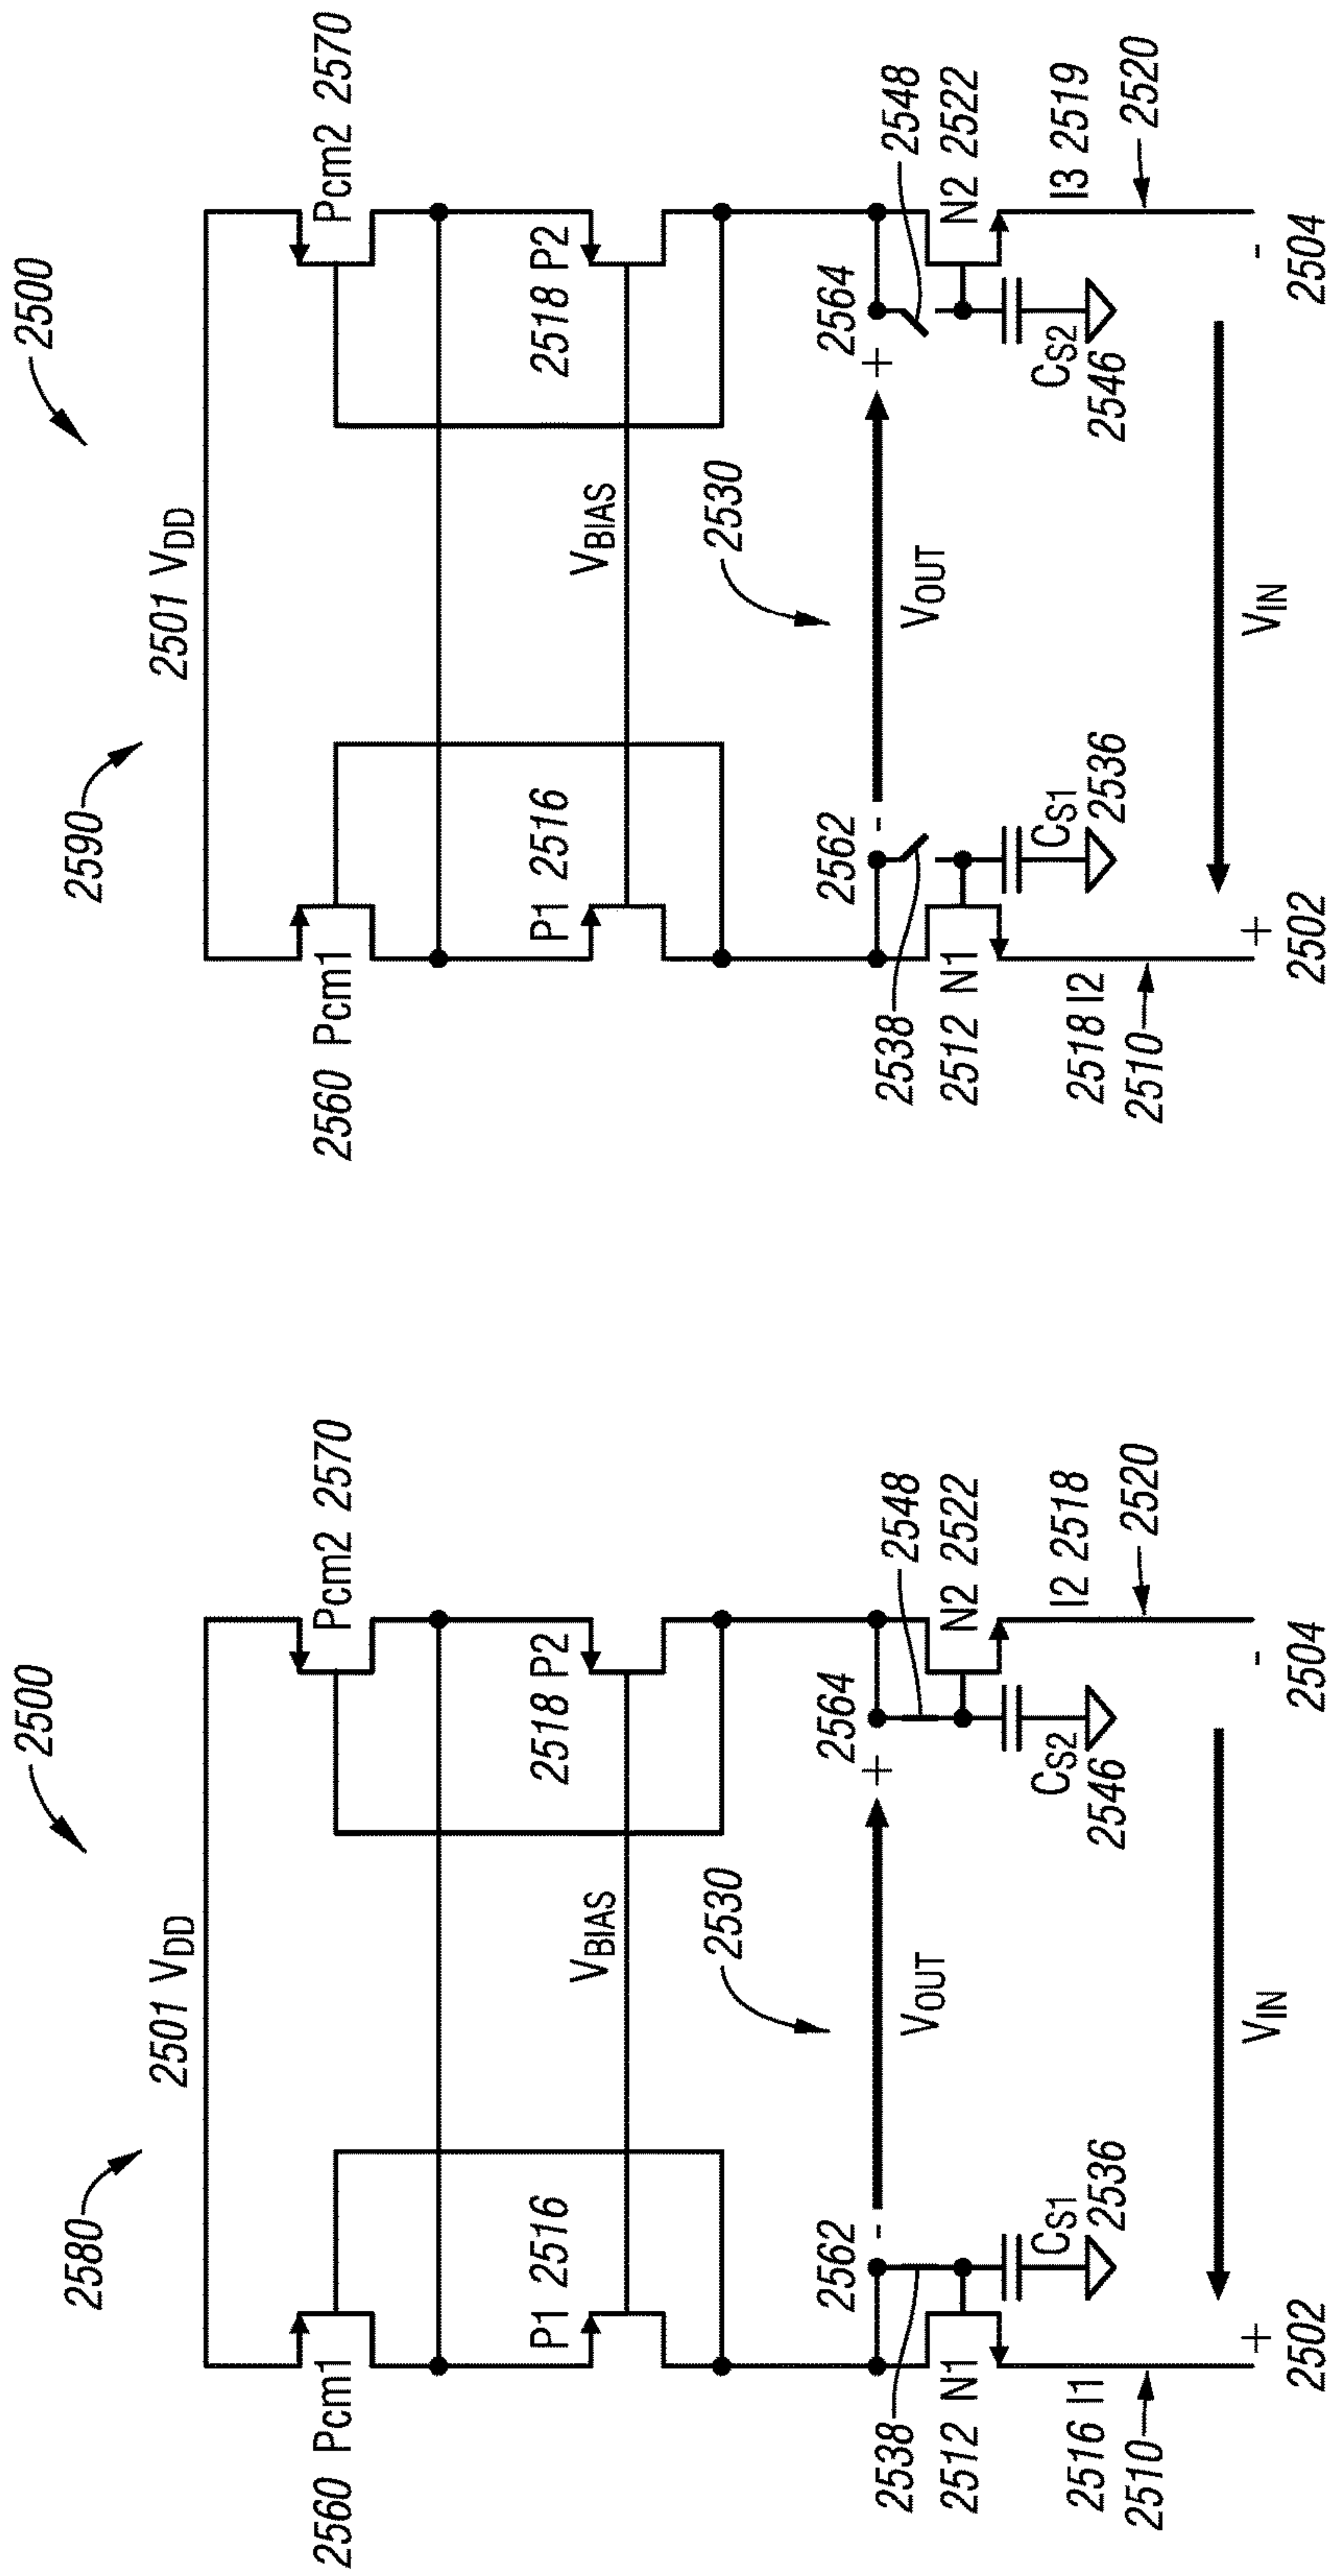 2580
2500
2501 VDD
2560 Pcm1
Pcm2 2570
P1 2516
2518 P2
VBIAS
2530
2562
-
+
2564
VOUT
2538
2548
2512 N1
N2 2522
CS1
2536
CS2
2546
2516 I1
I2 2518
2510
2520
VIN
+
-
2502
2504
2590
2500
2501 VDD
2560 Pcm1
Pcm2 2570
P1 2516
2518 P2
VBIAS
2530
2562
-
+
2564
VOUT
2538
2548
2512 N1
N2 2522
CS1
2536
CS2
2546
2518 I2
I3 2519
2510
2520
VIN
+
-
2502
2504